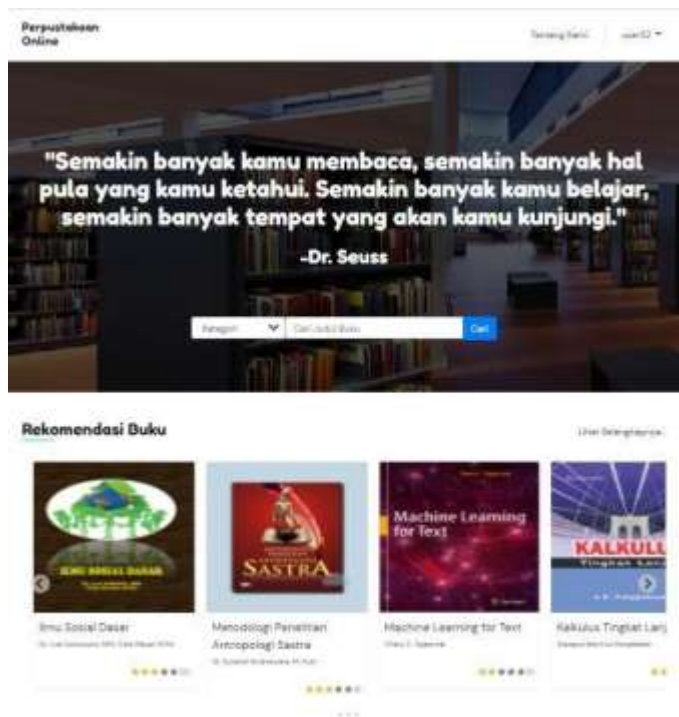 Perpustakaan
Online
Tentang Kami
"Semakin banyak kamu membaca, semakin banyak hal
pula yang kamu ketahui. Semakin banyak kamu belajar,
semakin banyak tempat yang akan kamu kunjungi."
-Dr. Seuss
Kategori
Cari Judul Buku
Cari
Rekomendasi Buku
Lihat Selengkapnya
ILMU SOSIAL DASAR
SASTRA
Machine Learning
for Text
KALKULU
Ilmu Sosial Dasar
Metodologi Penelitian
Antropologi Sastra
Machine Learning for Text
Kalkulus Tingkat Lanj